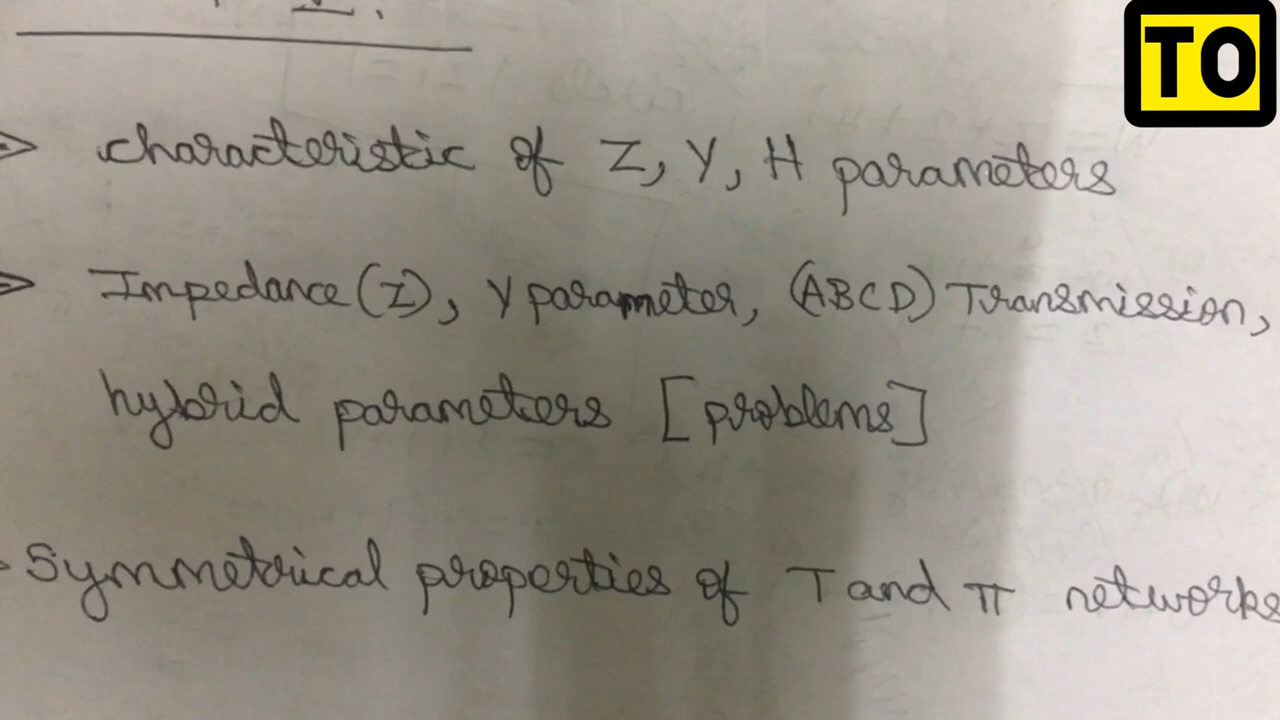 TO
characteristic of Z, Y, H parameters
Impedance (Z), Y parameter, (ABCD) Transmission,
hybrid parameters [problems]
Symmetrical properties of T and π networks